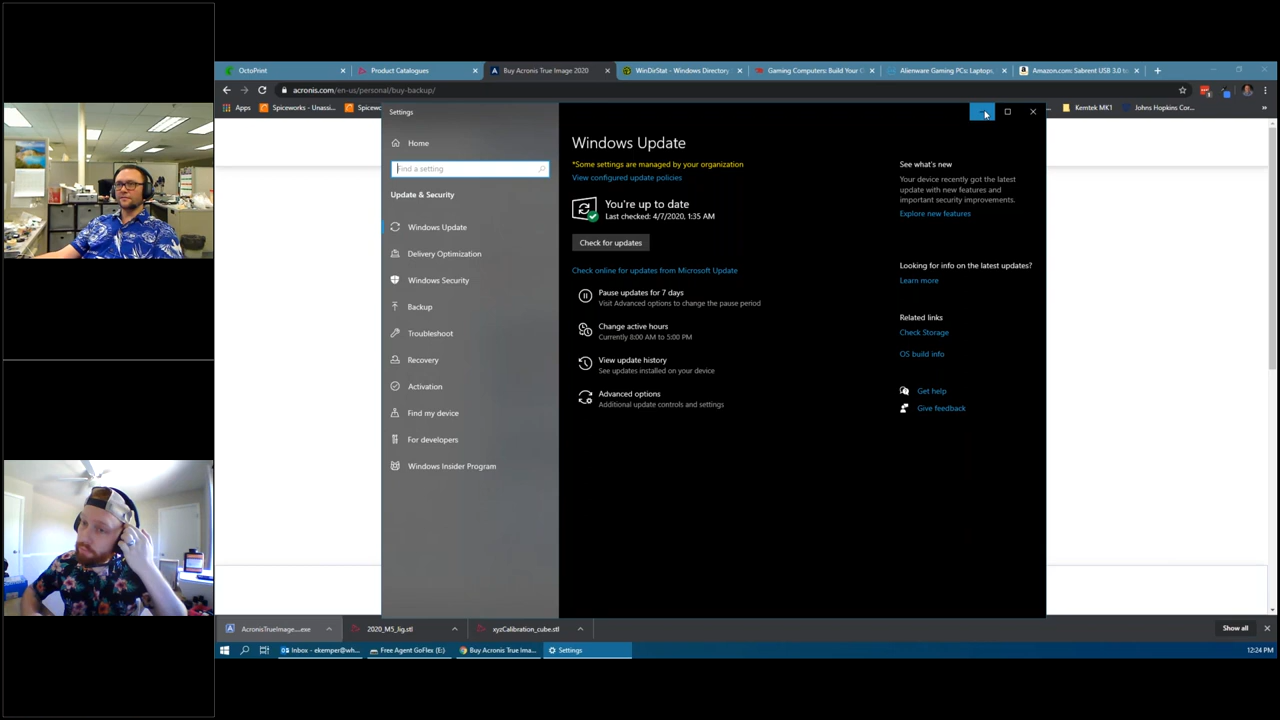 OctoPrint
Product Catalogues
Buy Acronis True Image 2020
WinDirStat - Windows Directory
Gaming Computers: Build Your C
Alienware Gaming PCs: Laptops,
Amazon.com: Sabrent USB 3.0 to
acronis.com/en-us/personal/buy-backup/
Apps
Spiceworks - Unassi...
Spicew
Kemtek MK1
Johns Hopkins Cor...
Settings
Home
Find a setting
Update & Security
Windows Update
Delivery Optimization
Windows Security
Backup
Troubleshoot
Recovery
Activation
Find my device
For developers
Windows Insider Program
Windows Update
*Some settings are managed by your organization
View configured update policies
You're up to date
Last checked: 4/7/2020, 1:35 AM
Check for updates
Check online for updates from Microsoft Update
Pause updates for 7 days
Visit Advanced options to change the pause period
Change active hours
Currently 8:00 AM to 5:00 PM
View update history
See updates installed on your device
Advanced options
Additional update controls and settings
See what's new
Your device recently got the latest
update with new features and
important security improvements.
Explore new features
Looking for info on the latest updates?
Learn more
Related links
Check Storage
OS build info
Get help
Give feedback
AcronisTrueImage....exe
2020_M5_Jig.stl
xyzCalibration_cube.stl
Show all
Inbox - ekemper@wh...
Free Agent GoFlex (E:)
Buy Acronis True Ima...
Settings
12:24 PM